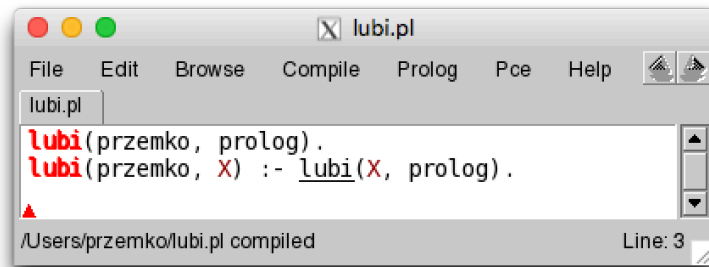 lubi.pl
File Edit Browse Compile Prolog Pce Help
lubi.pl
lubi(przemko, prolog).
lubi(przemko, X) :- lubi(X, prolog).
/Users/przemko/lubi.pl compiled Line: 3